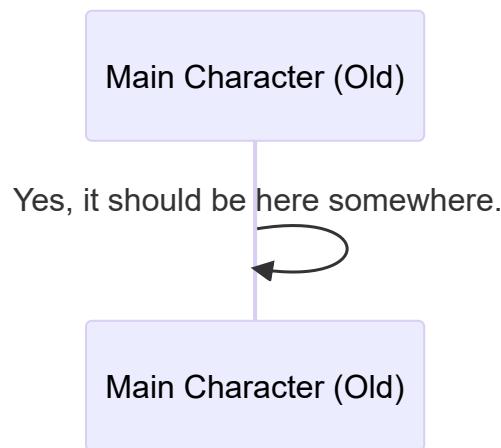 Main Character (Old)
Yes, it should be here somewhere.
Main Character (Old)